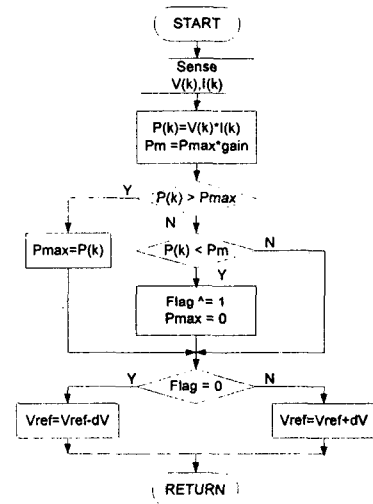 START
Sense
V(k),I(k)
P(k)=V(k)*I(k)
Pm =Pmax*gain
Y
P(k) > Pmax
N
Pmax=P(k)
P(k) < Pm
N
Y
Flag ^= 1
Pmax = 0
Y
Flag = 0
N
Vref=Vref-dV
Vref=Vref+dV
RETURN